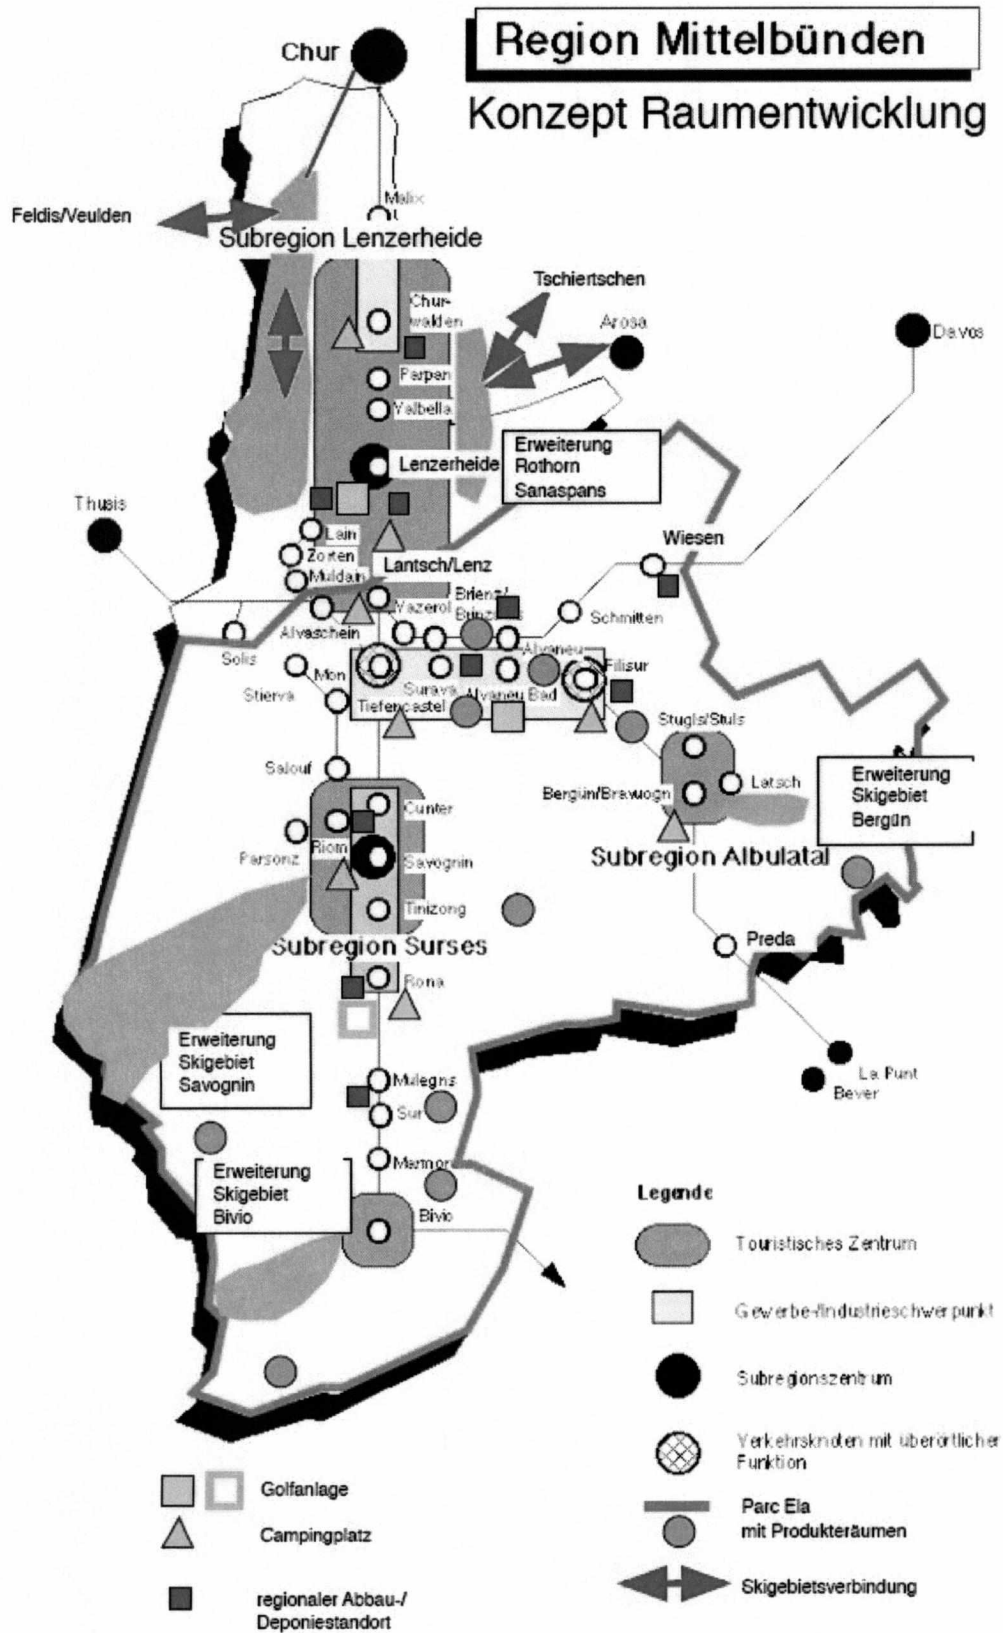 Region Mittelbünden
Konzept Raumentwicklung
Chur
Malix
Feldis/Veulden
Subregion Lenzerheide
Tschiertschen
Arosa
Davos
Chur-
walden
Parpan
Valbella
Lenzerheide
Erweiterung
Rothorn
Sanaspans
Thusis
Lain
Zorten
Muldain
Lantsch/Lenz
Wiesen
Vazerol
Brienz/
Alvaschein
Schmitten
Solis
Mon
Stierva
Alvaneu
Filisur
Surava
Alvaneu Bad
Tiefencastel
Stugls/Stuls
Salouf
Bergün/Bravuogn
Latsch
Erweiterung
Skigebiet
Bergün
Cunter
Riom
Parsonz
Savognin
Subregion Albulatal
Tinizong
Subregion Surses
Preda
Rona
Erweiterung
Skigebiet
Savognin
La Punt
Bever
Mulegns
Sur
Marmor
Erweiterung
Skigebiet
Bivio
Bivio
Legende
Touristisches Zentrum
Gewerbe-/Industrieschwerpunkt
Subregionszentrum
Verkehrsknoten mit überörtlicher
Funktion
Parc Ela
mit Produkteräumen
Skigebietsverbindung
Golfanlage
Campingplatz
regionaler Abbau-/
Deponiestandort